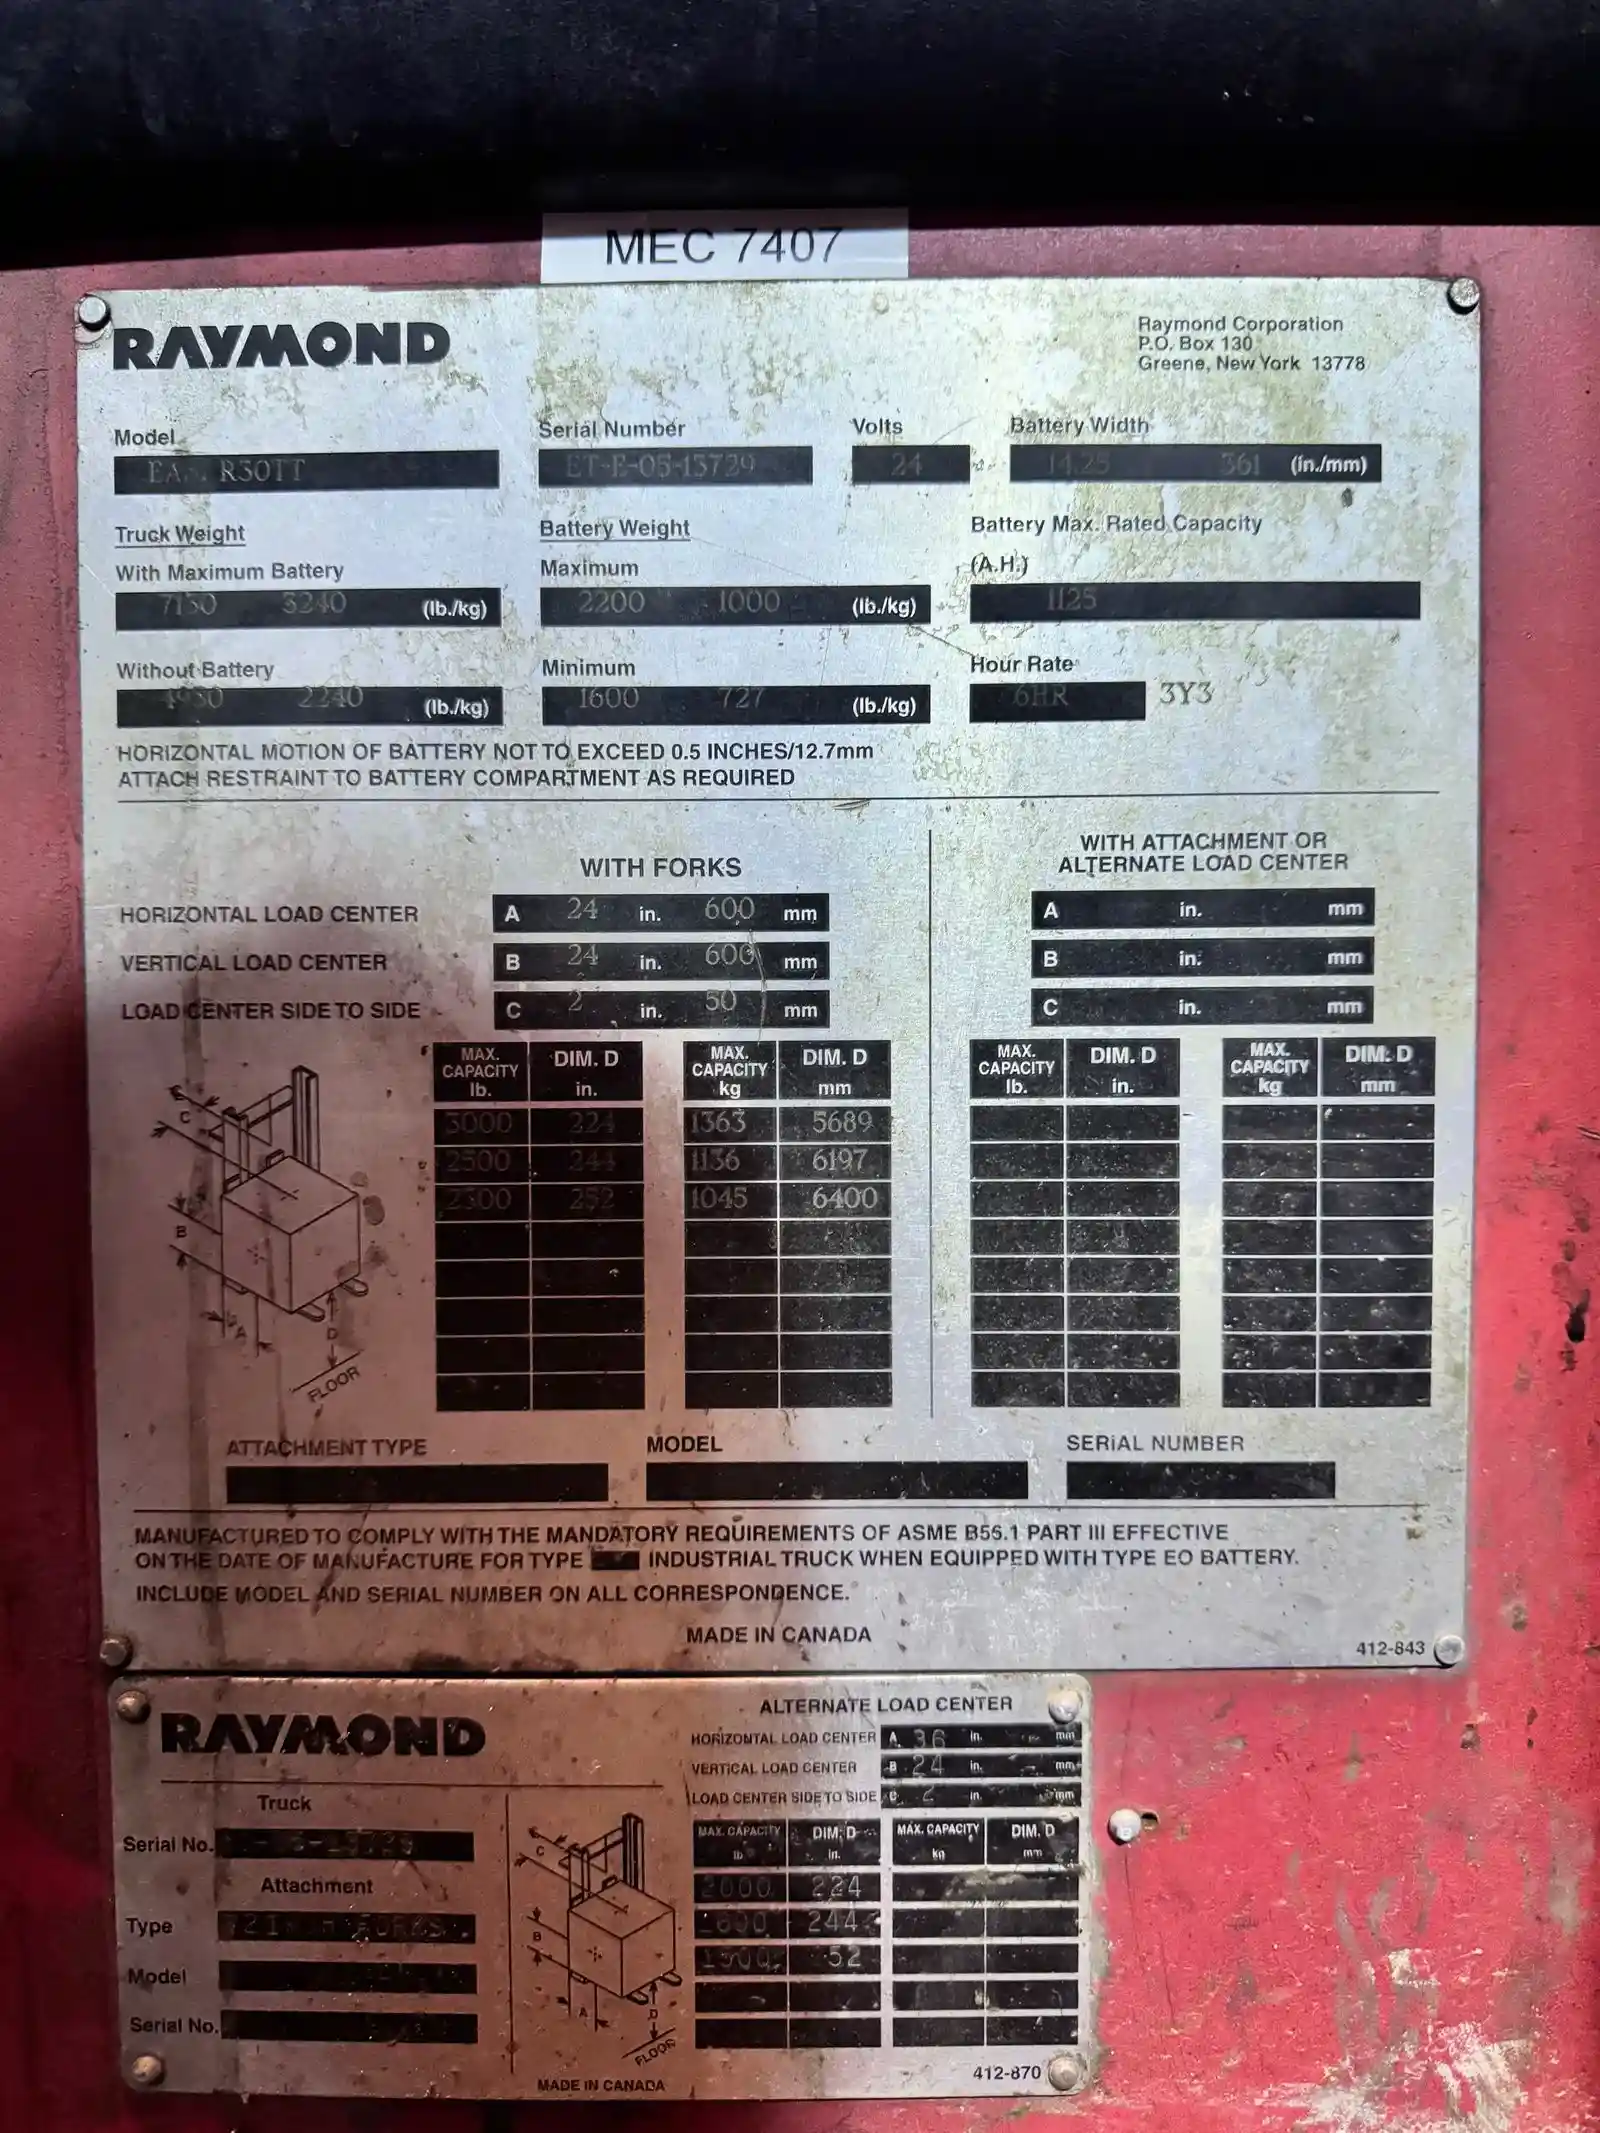 MEC 7407
RAYMOND
Raymond Corporation
P.O. Box 130
Greene, New York 13778
Model
R30TT
Serial Number
ET-E-05-13729
Volts
24
Battery Width
14.25 361 (in./mm)
Truck Weight
With Maximum Battery
7130 3240 (lb./kg)
Battery Weight
Maximum
2200 1000 (lb./kg)
Battery Max. Rated Capacity
(A.H.)
1125
Without Battery
4930 2240 (lb./kg)
Minimum
1600 727 (lb./kg)
Hour Rate
6HR 3Y3
HORIZONTAL MOTION OF BATTERY NOT TO EXCEED 0.5 INCHES/12.7mm
ATTACH RESTRAINT TO BATTERY COMPARTMENT AS REQUIRED
WITH FORKS
HORIZONTAL LOAD CENTER A 24 in. 600 mm
VERTICAL LOAD CENTER B 24 in. 600 mm
LOAD CENTER SIDE TO SIDE C 2 in. 50 mm
WITH ATTACHMENT OR
ALTERNATE LOAD CENTER
A in. mm
B in. mm
C in. mm
MAX. CAPACITY lb. DIM. D in. MAX. CAPACITY kg DIM. D mm
3000 224 1363 5689
2500 244 1136 6197
2300 252 1045 6400
MAX. CAPACITY lb. DIM. D in. MAX. CAPACITY kg DIM. D mm
C
B
A
D
FLOOR
ATTACHMENT TYPE
MODEL
SERIAL NUMBER
MANUFACTURED TO COMPLY WITH THE MANDATORY REQUIREMENTS OF ASME B56.1 PART III EFFECTIVE
ON THE DATE OF MANUFACTURE FOR TYPE INDUSTRIAL TRUCK WHEN EQUIPPED WITH TYPE EO BATTERY.
INCLUDE MODEL AND SERIAL NUMBER ON ALL CORRESPONDENCE.
MADE IN CANADA
412-843
RAYMOND
Truck
Serial No.
Attachment
Type FORKS
Model
Serial No.
ALTERNATE LOAD CENTER
HORIZONTAL LOAD CENTER A 36 in. mm
VERTICAL LOAD CENTER B 24 in. mm
LOAD CENTER SIDE TO SIDE C 2 in. mm
MAX. CAPACITY lb DIM. D in. MAX. CAPACITY kg DIM. D mm
2000 224
244
52
C
B
A
D
FLOOR
MADE IN CANADA
412-870